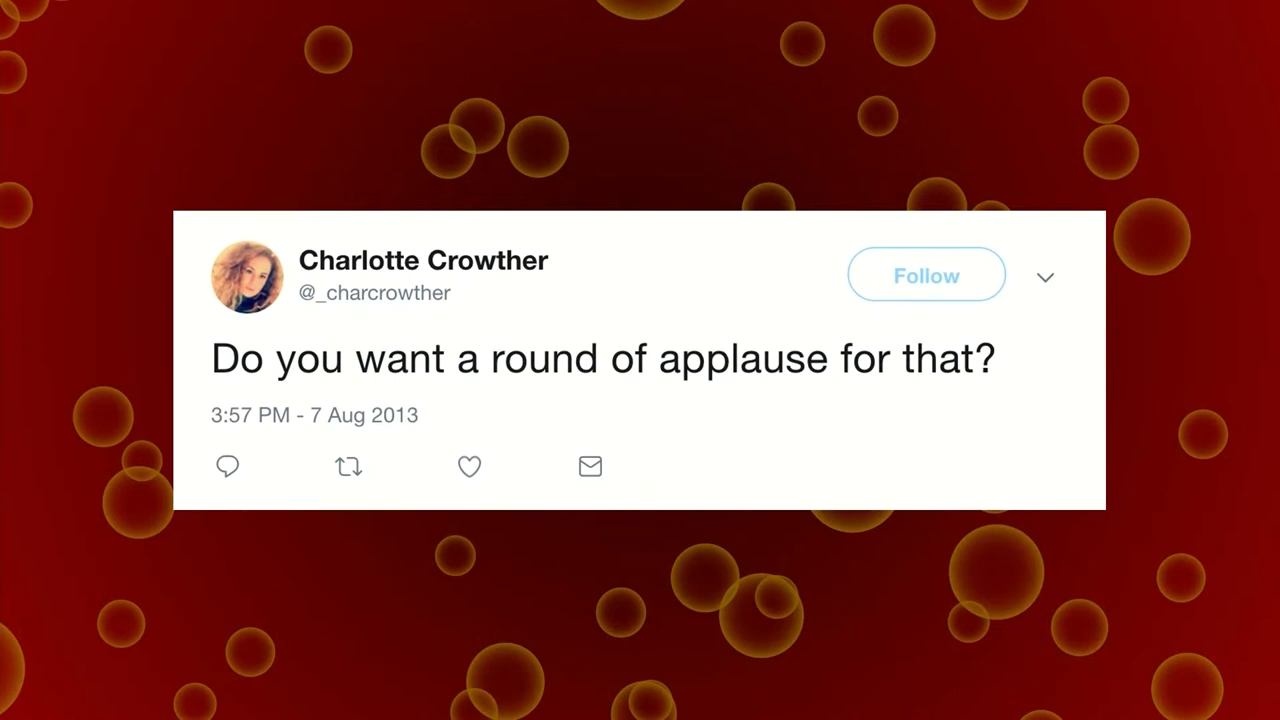 Charlotte Crowther
@_charcrowther
Follow
Do you want a round of applause for that?
3:57 PM - 7 Aug 2013